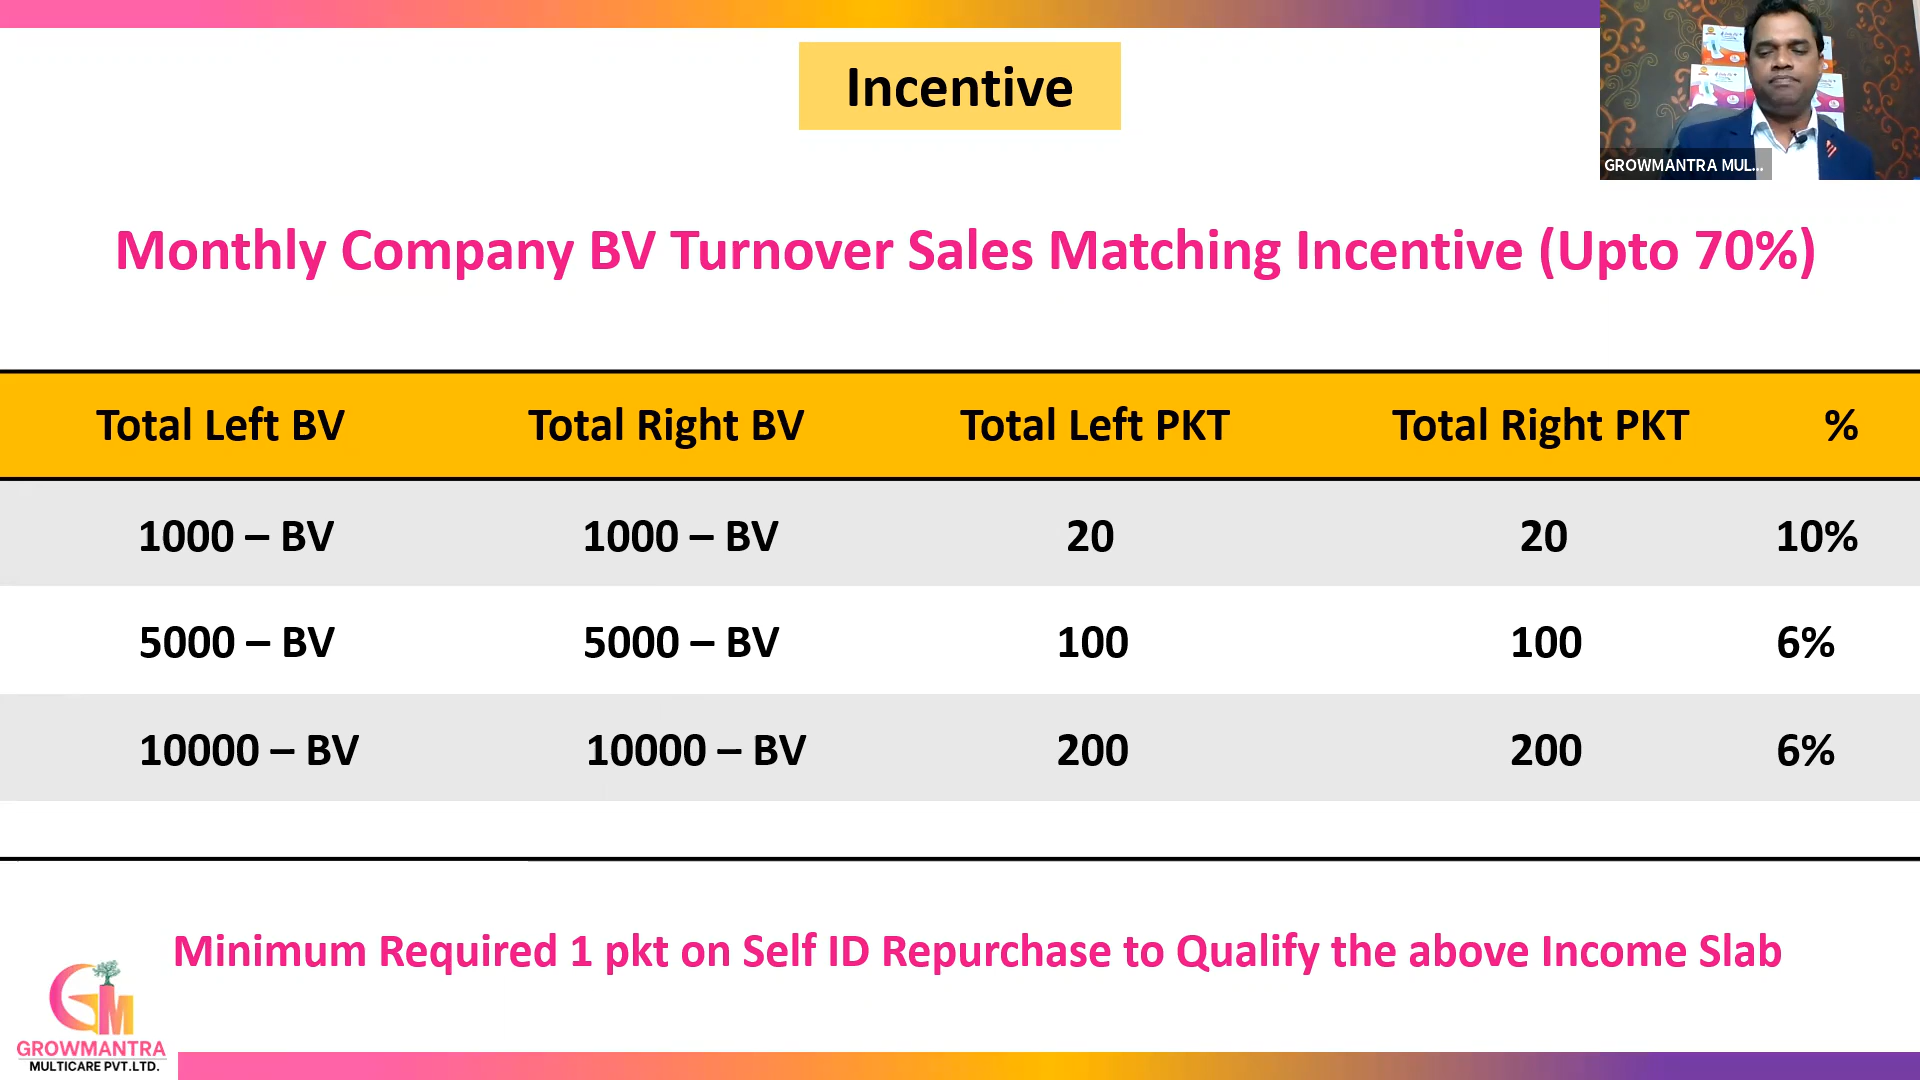 Incentive
GROWMANTRA MUL...
Monthly Company BV Turnover Sales Matching Incentive (Upto 70%)
Total Left BV Total Right BV Total Left PKT Total Right PKT %
1000 – BV 1000 – BV 20 20 10%
5000 – BV 5000 – BV 100 100 6%
10000 – BV 10000 – BV 200 200 6%
Minimum Required 1 pkt on Self ID Repurchase to Qualify the above Income Slab
GM
GROWMANTRA
MULTICARE PVT.LTD.